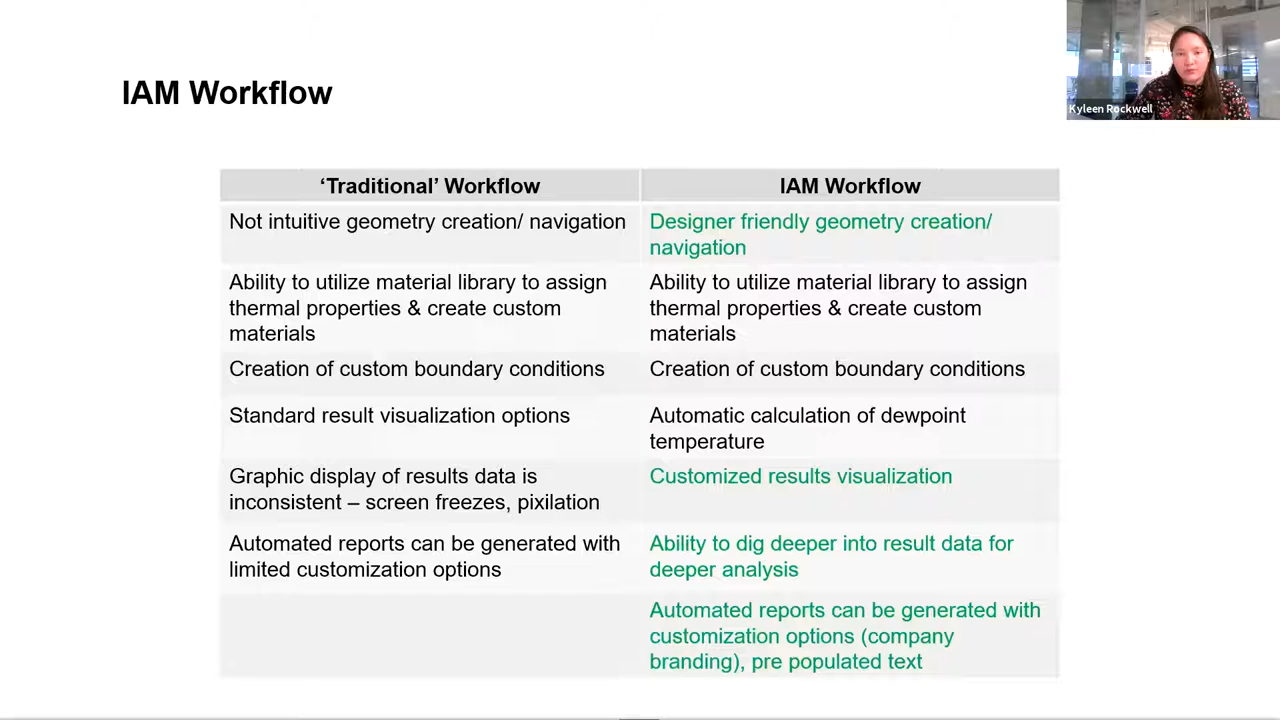 Kyleen Rockwell
IAM Workflow
‘Traditional’ Workflow
IAM Workflow
Not intuitive geometry creation/ navigation
Designer friendly geometry creation/
navigation
Ability to utilize material library to assign
thermal properties & create custom
materials
Ability to utilize material library to assign
thermal properties & create custom
materials
Creation of custom boundary conditions
Creation of custom boundary conditions
Standard result visualization options
Automatic calculation of dewpoint
temperature
Graphic display of results data is
inconsistent – screen freezes, pixilation
Customized results visualization
Automated reports can be generated with
limited customization options
Ability to dig deeper into result data for
deeper analysis
Automated reports can be generated with
customization options (company
branding), pre populated text